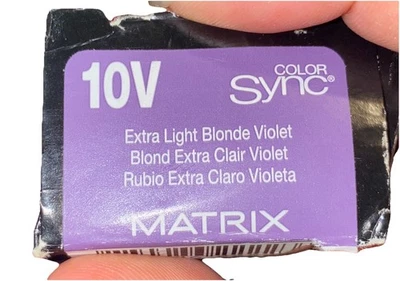 10V
COLOR
Sync®
Extra Light Blonde Violet
Blond Extra Clair Violet
Rubio Extra Claro Violeta
MATRIX